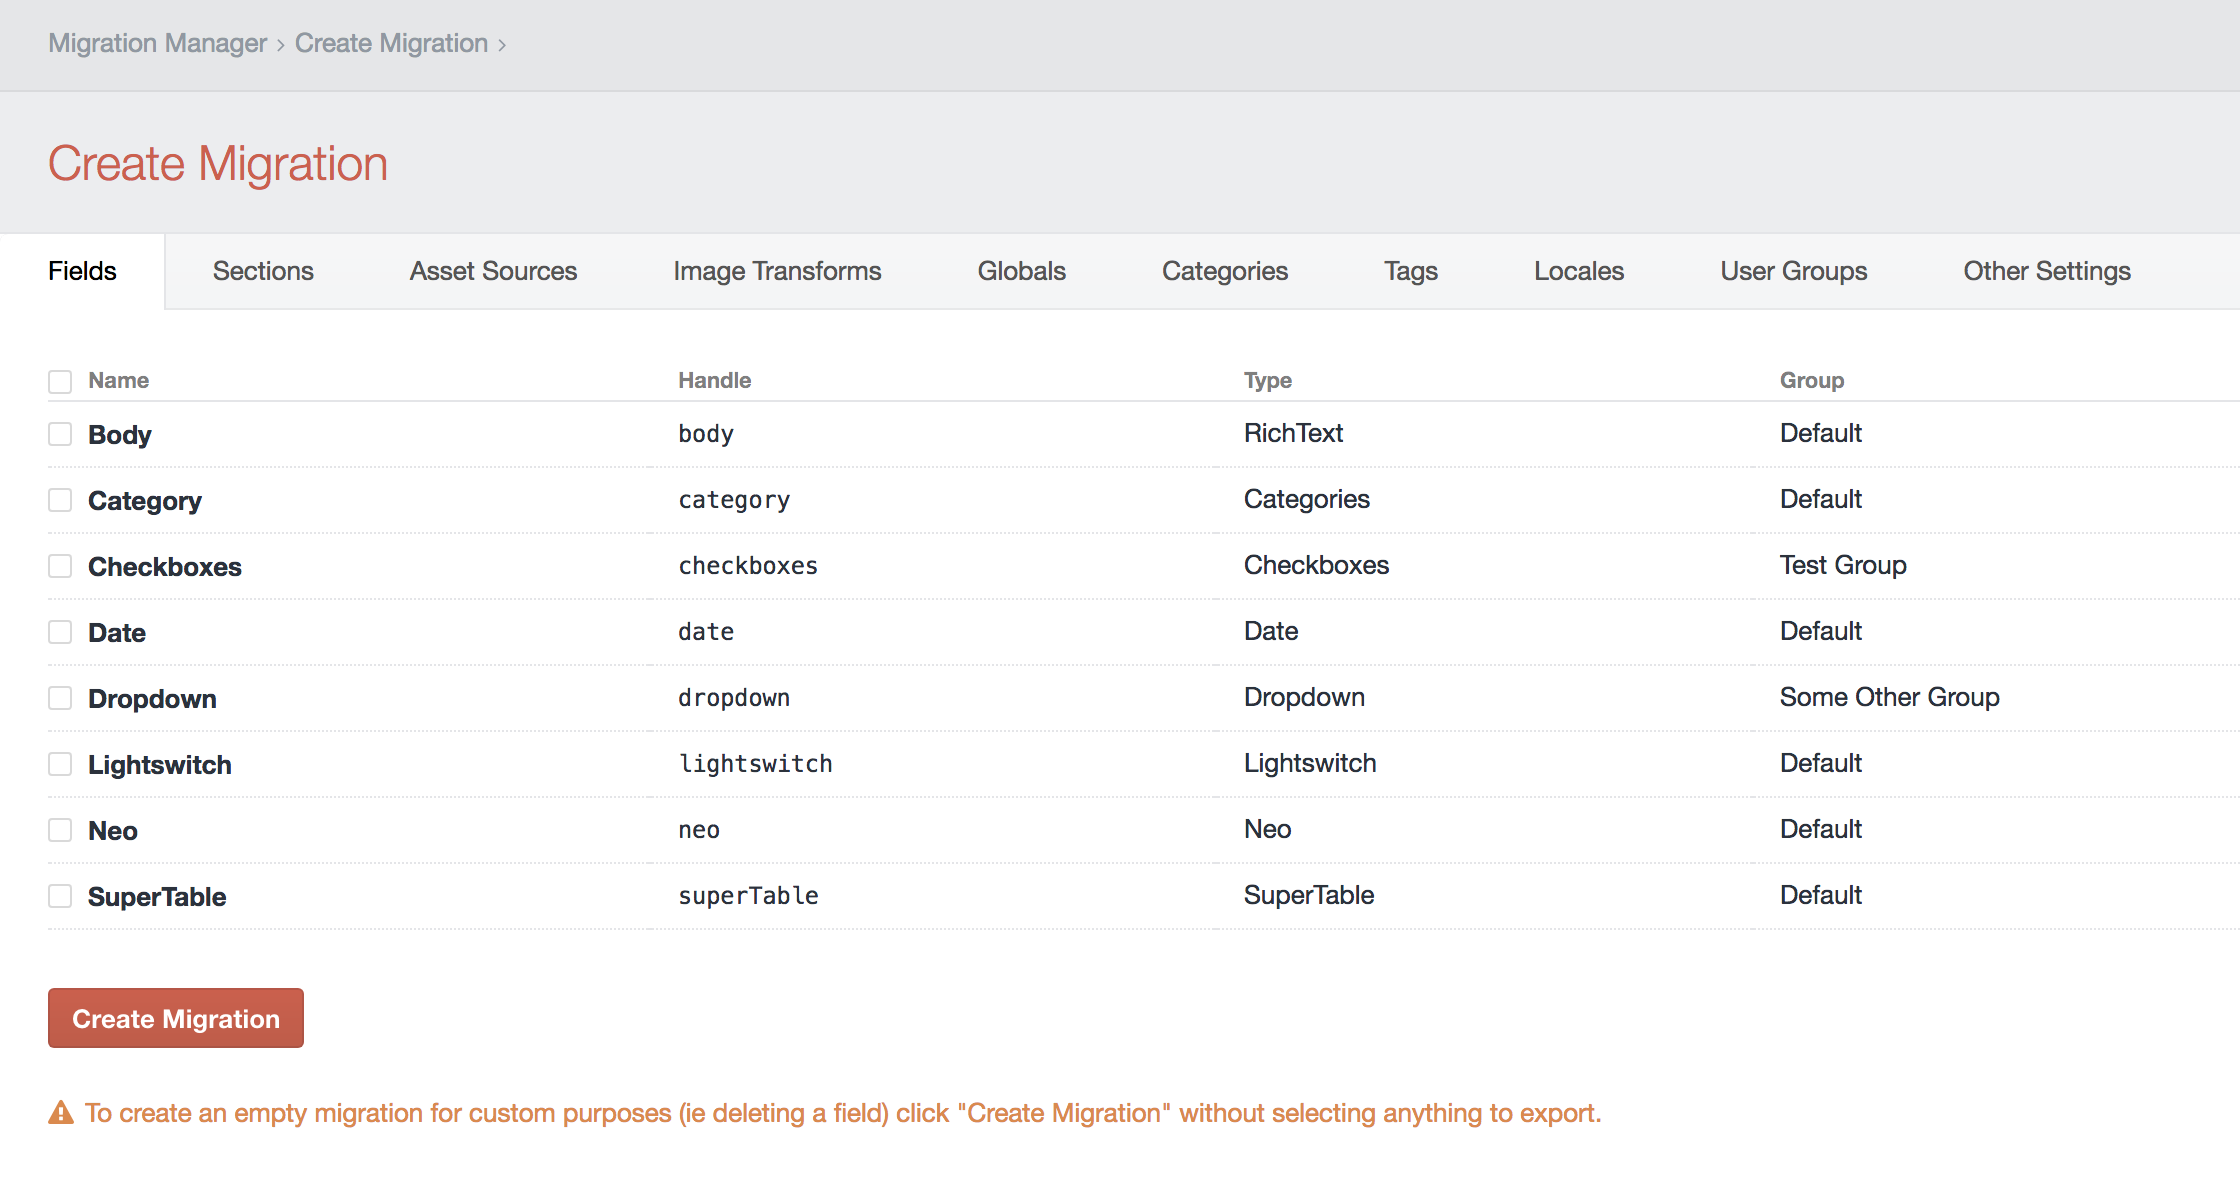 Migration Manager › Create Migration ›
Create Migration
Fields Sections Asset Sources Image Transforms Globals Categories Tags Locales User Groups Other Settings
Name Handle Type Group
Body body RichText Default
Category category Categories Default
Checkboxes checkboxes Checkboxes Test Group
Date date Date Default
Dropdown dropdown Dropdown Some Other Group
Lightswitch lightswitch Lightswitch Default
Neo neo Neo Default
SuperTable superTable SuperTable Default
Create Migration
To create an empty migration for custom purposes (ie deleting a field) click "Create Migration" without selecting anything to export.